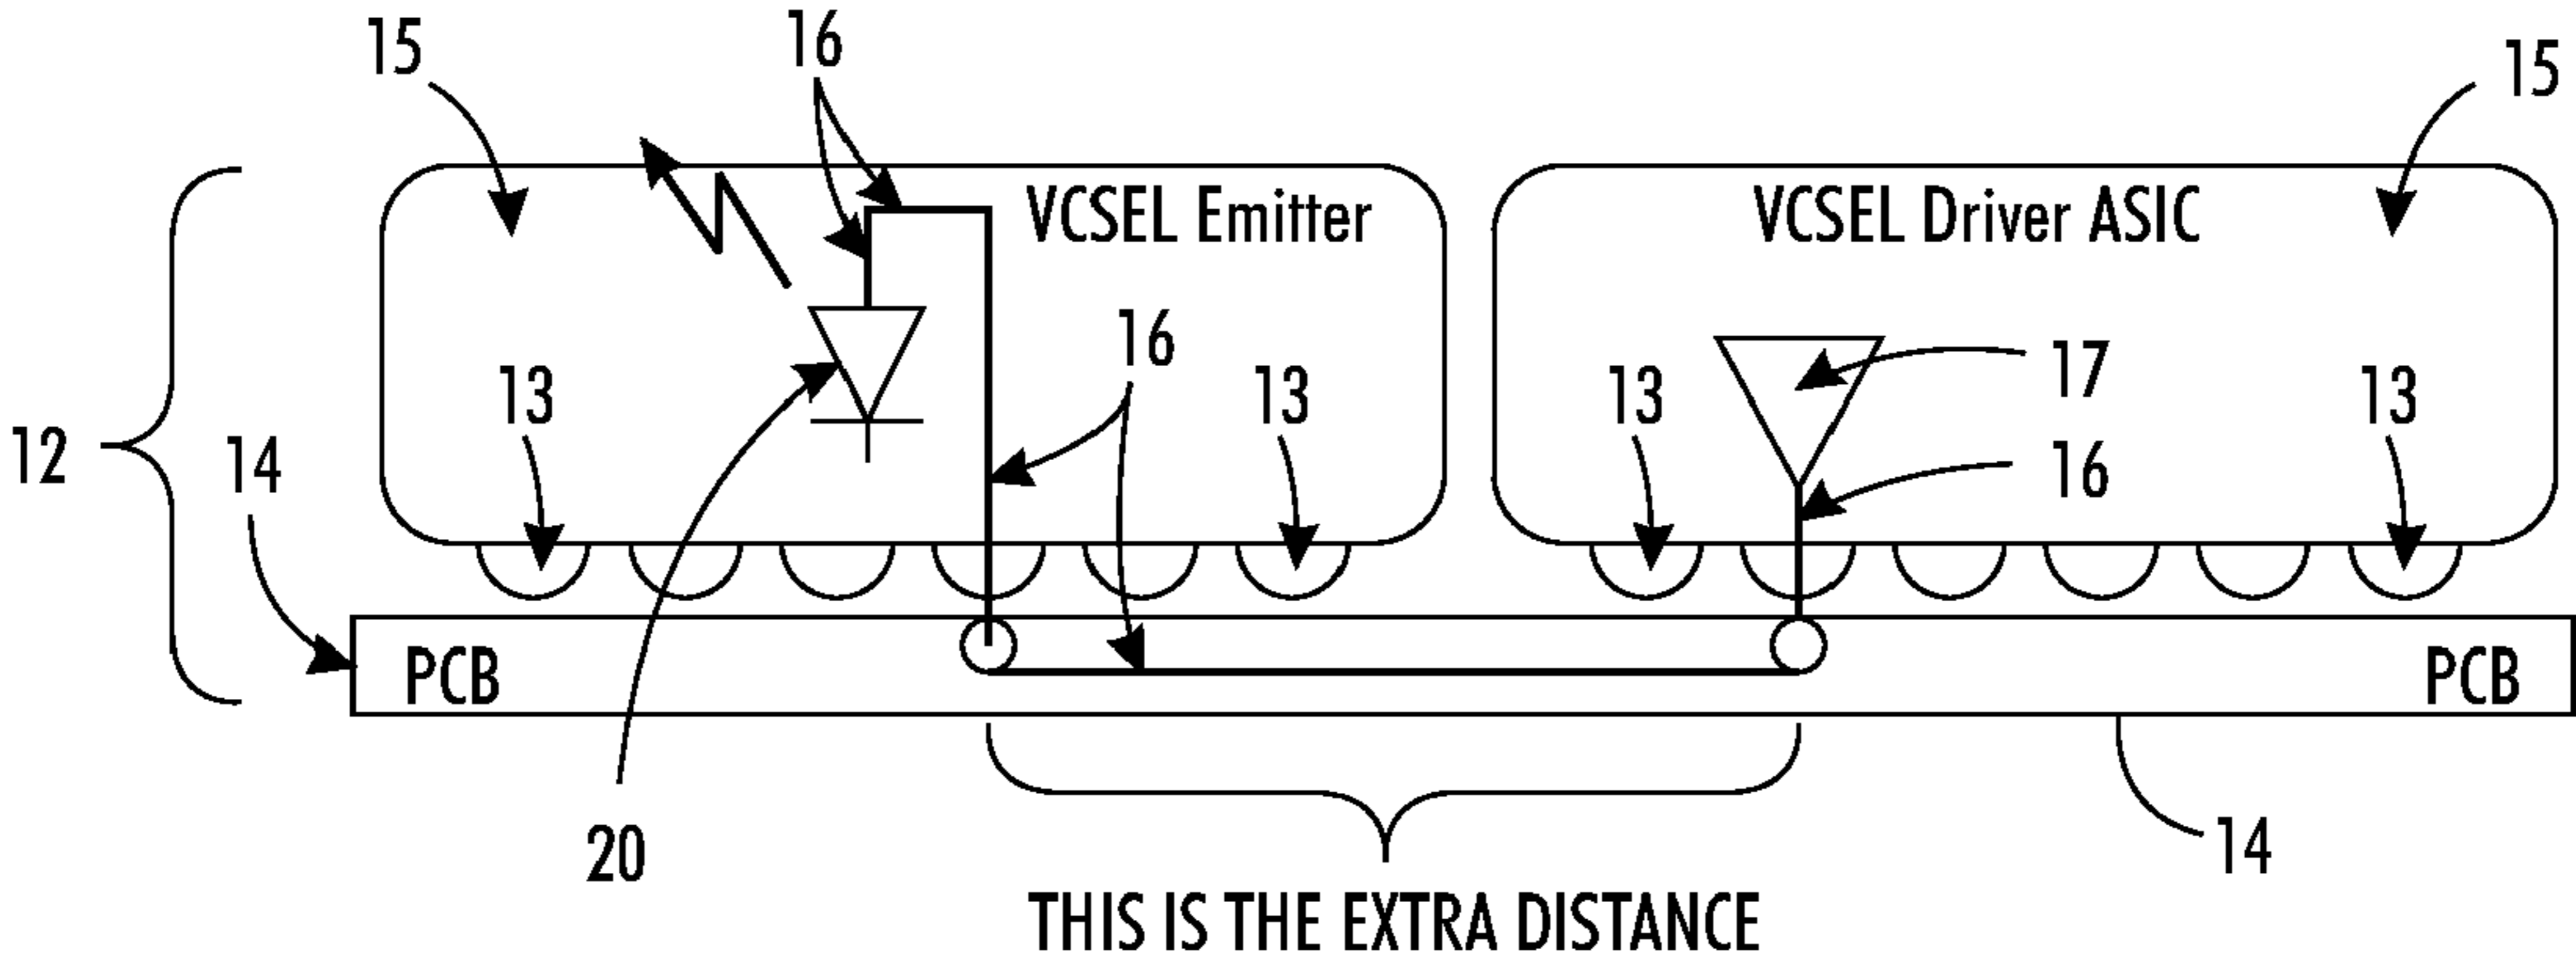 16
15
15
VCSEL Emitter
VCSEL Driver ASIC
16
17
13
13
13
13
12
14
16
PCB
PCB
20
14
THIS IS THE EXTRA DISTANCE